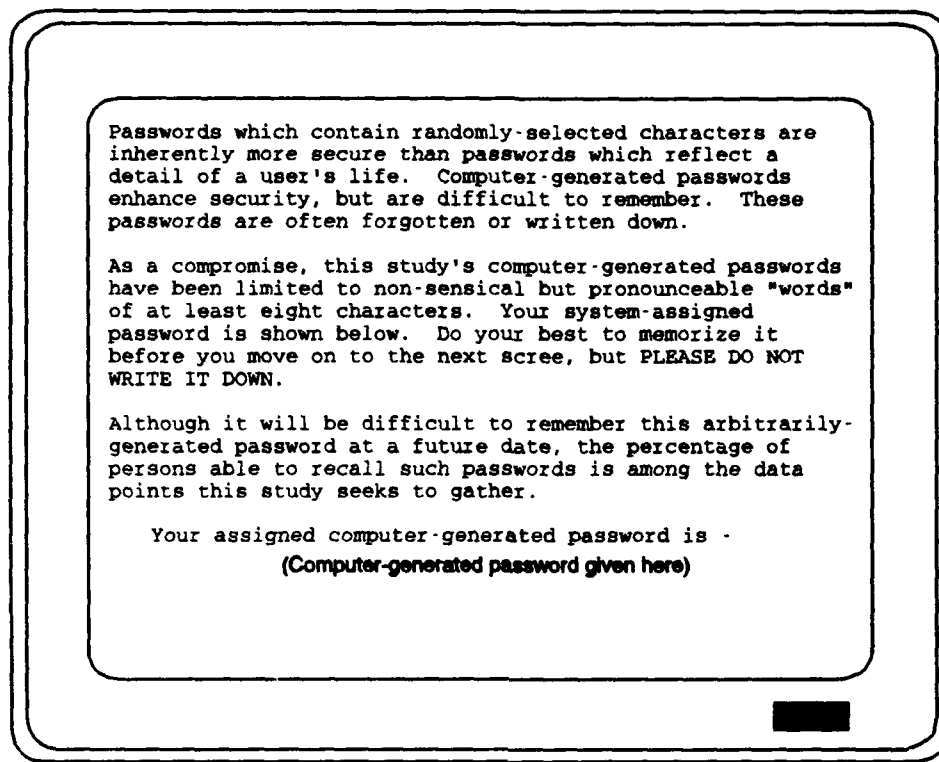 Passwords which contain randomly-selected characters are
inherently more secure than passwords which reflect a
detail of a user's life.  Computer-generated passwords
enhance security, but are difficult to remember.  These
passwords are often forgotten or written down.

As a compromise, this study's computer-generated passwords
have been limited to non-sensical but pronounceable "words"
of at least eight characters.  Your system-assigned
password is shown below.  Do your best to memorize it
before you move on to the next scree, but PLEASE DO NOT
WRITE IT DOWN.

Although it will be difficult to remember this arbitrarily-
generated password at a future date, the percentage of
persons able to recall such passwords is among the data
points this study seeks to gather.

Your assigned computer-generated password is -
(Computer-generated password given here)